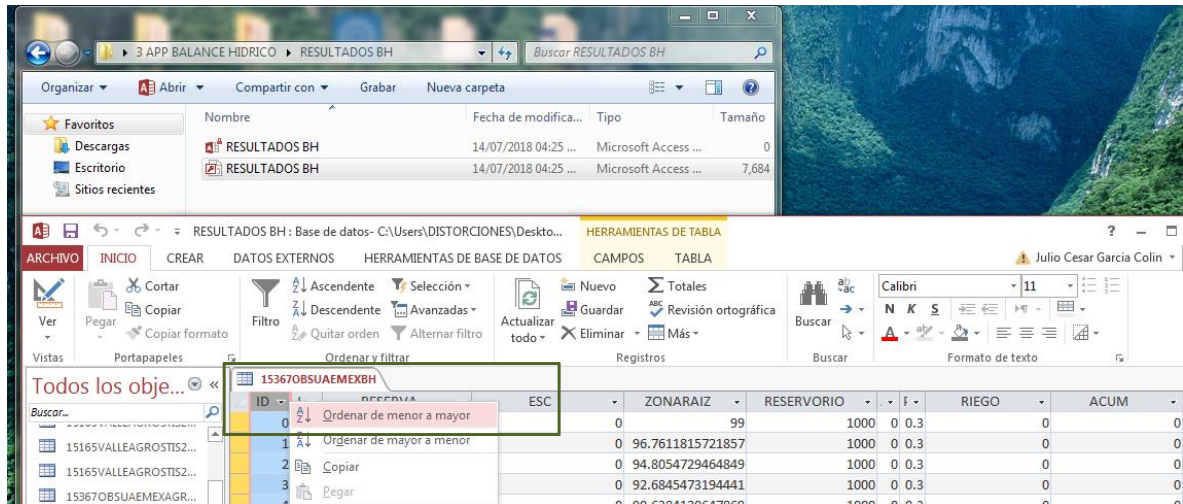 3 APP BALANCE HIDRICO RESULTADOS BH Buscar RESULTADOS BH
Organizar Abrir Compartir con Grabar Nueva carpeta
Favoritos
Descargas
Escritorio
Sitios recientes
Nombre Fecha de modifica... Tipo Tamaño
RESULTADOS BH 14/07/2018 04:25 ... Microsoft Access ... 0
RESULTADOS BH 14/07/2018 04:25 ... Microsoft Access ... 7,684
RESULTADOS BH : Base de datos- C:\Users\DISTORCIONES\Deskto... HERRAMIENTAS DE TABLA
ARCHIVO INICIO CREAR DATOS EXTERNOS HERRAMIENTAS DE BASE DE DATOS CAMPOS TABLA Julio Cesar Garcia Colin
Ver
Vistas
Pegar
Cortar
Copiar
Copiar formato
Portapapeles
Filtro
Ascendente Selección
Descendente Avanzadas
Quitar orden Alternar filtro
Ordenar y filtrar
Actualizar
todo
Nuevo Totales
Guardar Revisión ortográfica
Eliminar Más
Registros
Buscar
Buscar
Calibri 11
N K S
A
Formato de texto
Todos los obje... «
Buscar...
15165VALLEAGROSTIS2...
15165VALLEAGROSTIS2...
15367OBSUAEMEXAGR...
15367OBSUAEMEXBH
ID RESERVA ESC ZONARAIZ RESERVORIO RIEGO ACUM
0 0 99 1000 0 0.3 0 0
1 0 96.7611815721857 1000 0 0.3 0 0
2 0 94.8054729464849 1000 0 0.3 0 0
3 0 92.6845473194441 1000 0 0.3 0 0
Ordenar de menor a mayor
Ordenar de mayor a menor
Copiar
Pegar